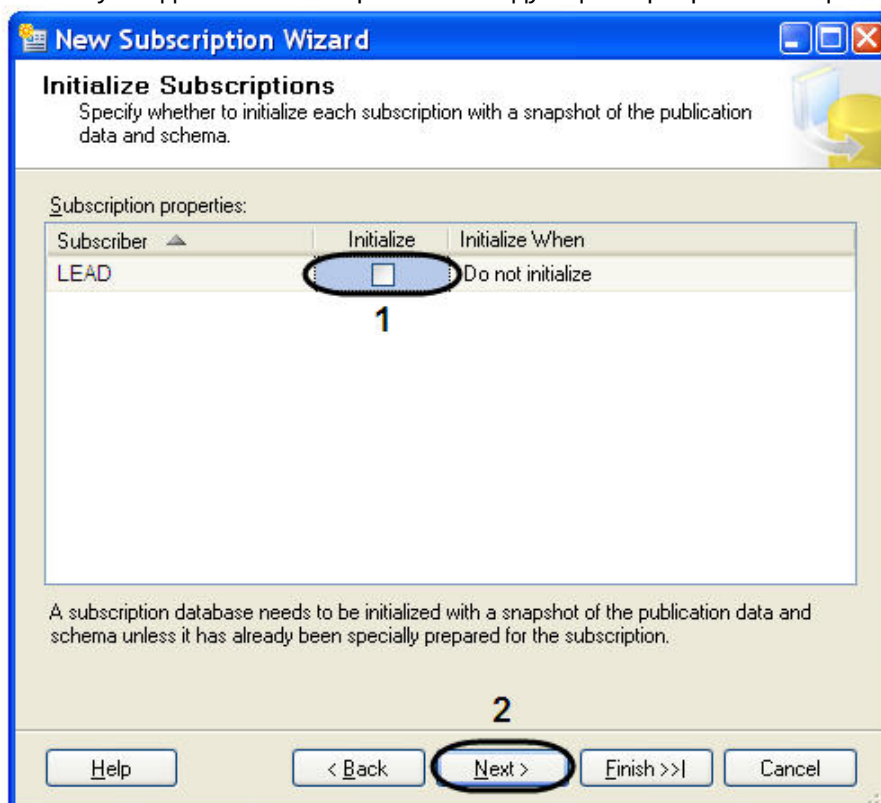 New Subscription Wizard
Initialize Subscriptions
Specify whether to initialize each subscription with a snapshot of the publication
data and schema.
Subscription properties:
Subscriber Initialize Initialize When
LEAD Do not initialize
1
A subscription database needs to be initialized with a snapshot of the publication data and
schema unless it has already been specially prepared for the subscription.
2
Help < Back Next > Finish >>| Cancel